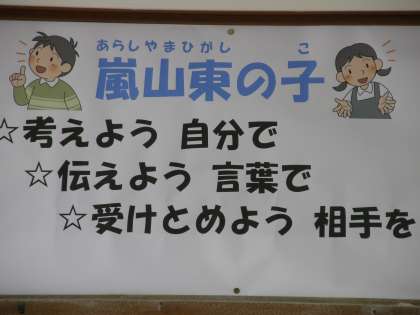 あらしやまひがし こ
嵐山東の子
☆考えよう 自分で
☆伝えよう 言葉で
☆受けとめよう 相手を